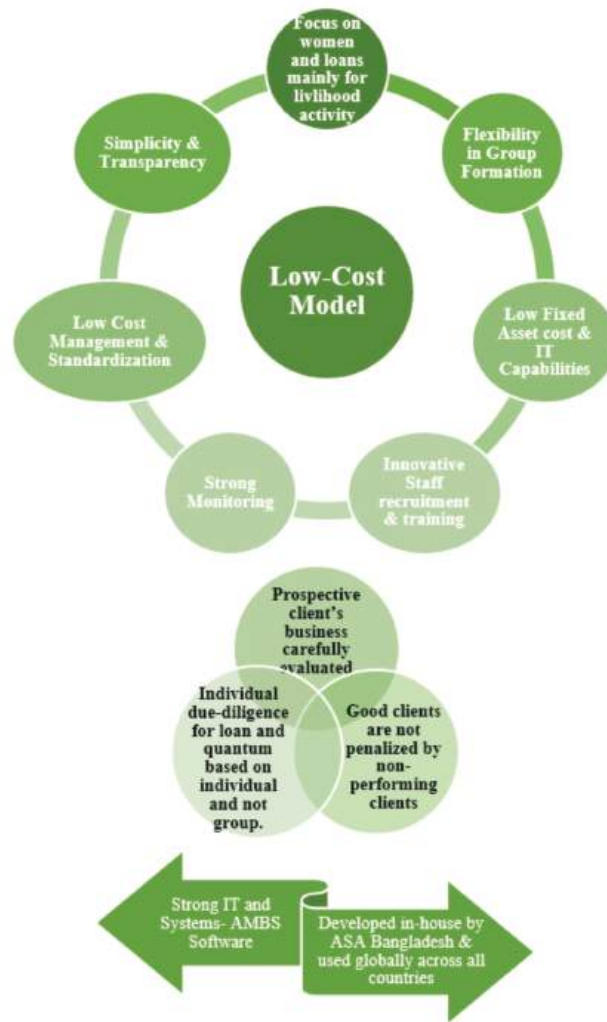 Focus on
women
and loans
mainly for
livlihood
activity
Simplicity &
Transparency
Flexibility
in Group
Formation
Low-Cost
Model
Low Cost
Management &
Standardization
Low Fixed
Asset cost &
IT
Capabilities
Strong
Monitoring
Innovative
Staff
recruitment
& training
Prospective
client's
business
carefully
evaluated
Individual
due-diligence
for loan and
quantum
based on
individual
and not
group.
Good clients
are not
penalized by
non-
performing
clients
Strong IT and
Systems- AMBS
Software
Developed in-house by
ASA Bangladesh &
used globally across all
countries